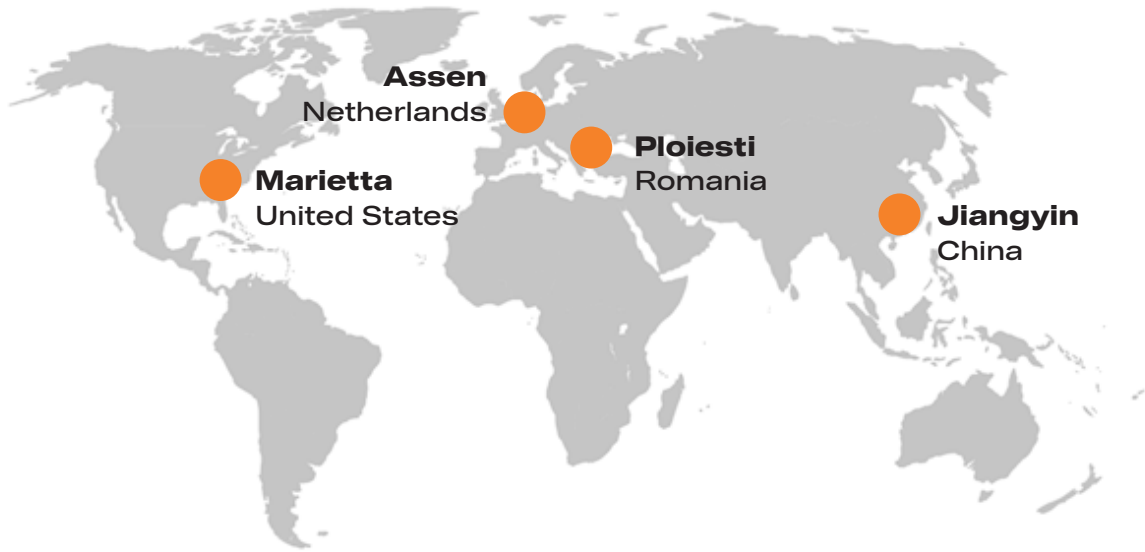 Assen
Netherlands
Ploiesti
Romania
Marietta
United States
Jiangyin
China